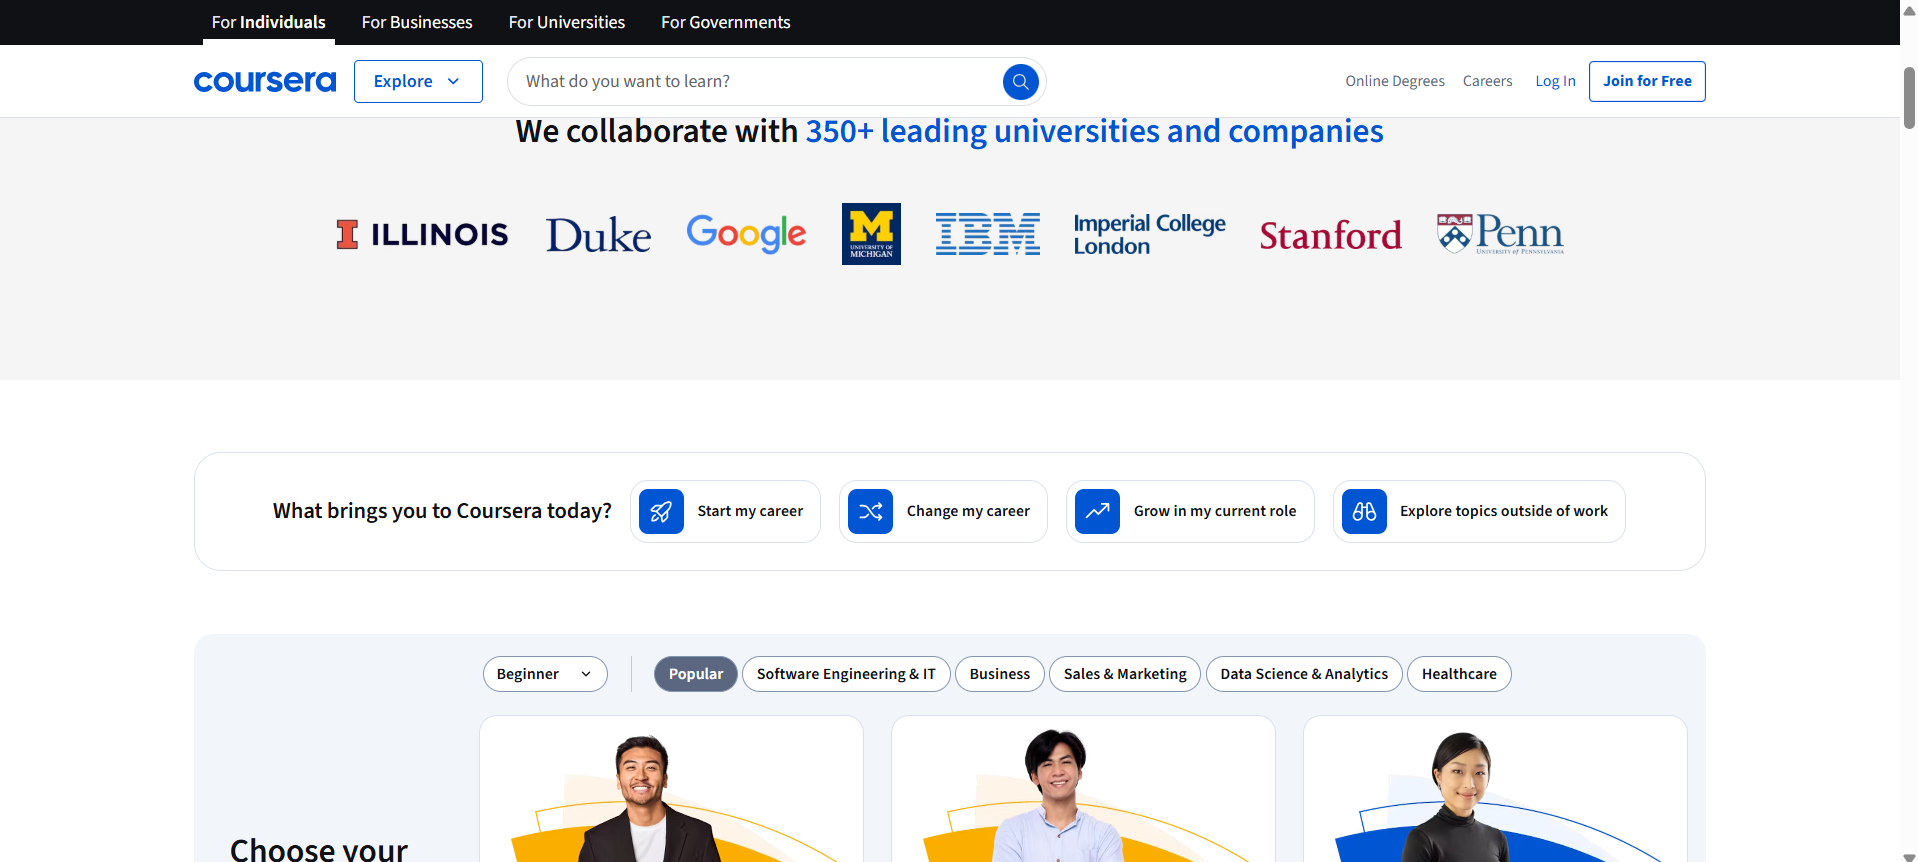 For Individuals
For Businesses
For Universities
For Governments
coursera
Explore
What do you want to learn?
Online Degrees
Careers
Log In
Join for Free
We collaborate with 350+ leading universities and companies
I ILLINOIS
Duke
Google
M
UNIVERSITY OF
MICHIGAN
IBM
Imperial College
London
Stanford
Penn
UNIVERSITY OF PENNSYLVANIA
What brings you to Coursera today?
Start my career
Change my career
Grow in my current role
Explore topics outside of work
Beginner
Popular
Software Engineering & IT
Business
Sales & Marketing
Data Science & Analytics
Healthcare
Choose your